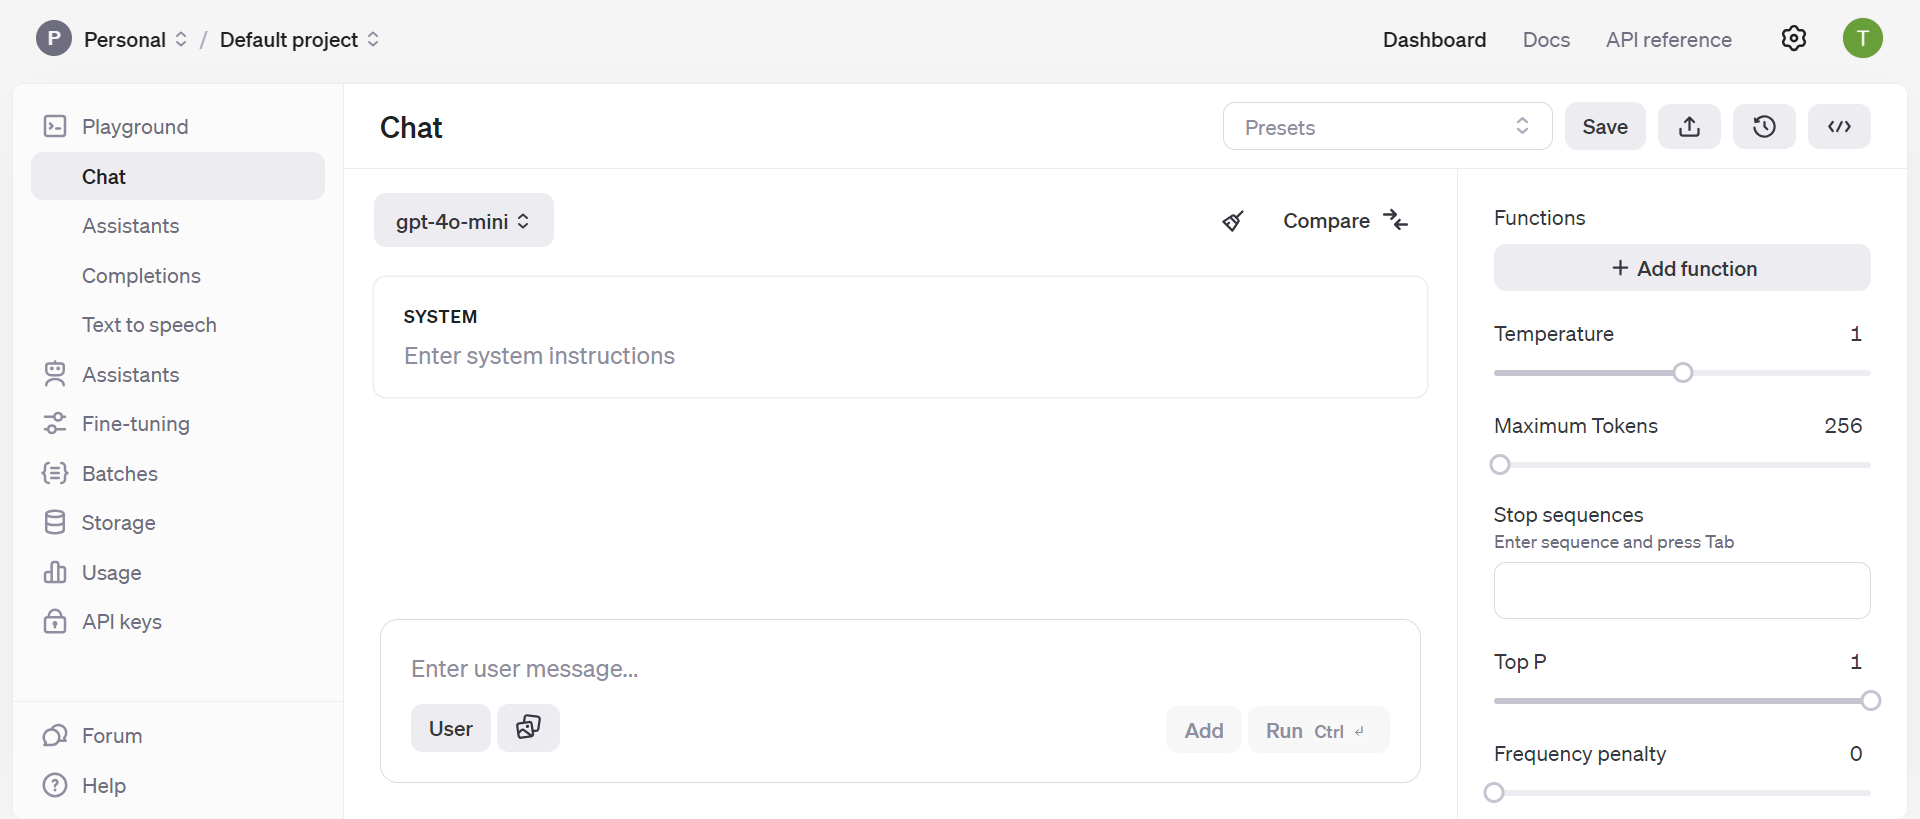 P Personal / Default project
Dashboard Docs API reference T
Playground
Chat
Assistants
Completions
Text to speech
Assistants
Fine-tuning
Batches
Storage
Usage
API keys
Forum
Help
Chat
Presets Save
gpt-4o-mini
Compare
SYSTEM
Enter system instructions
Enter user message...
User
Add Run Ctrl ⏎
Functions
+ Add function
Temperature 1
Maximum Tokens 256
Stop sequences
Enter sequence and press Tab
Top P 1
Frequency penalty 0